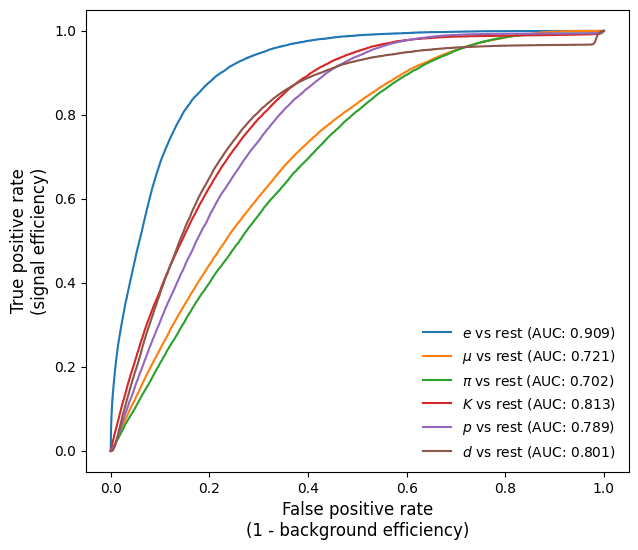 1.0
0.8
0.6
0.4
0.2
0.0
True positive rate
(signal efficiency)
e vs rest (AUC: 0.909)
μ vs rest (AUC: 0.721)
π vs rest (AUC: 0.702)
K vs rest (AUC: 0.813)
p vs rest (AUC: 0.789)
d vs rest (AUC: 0.801)
0.0 0.2 0.4 0.6 0.8 1.0
False positive rate
(1 - background efficiency)